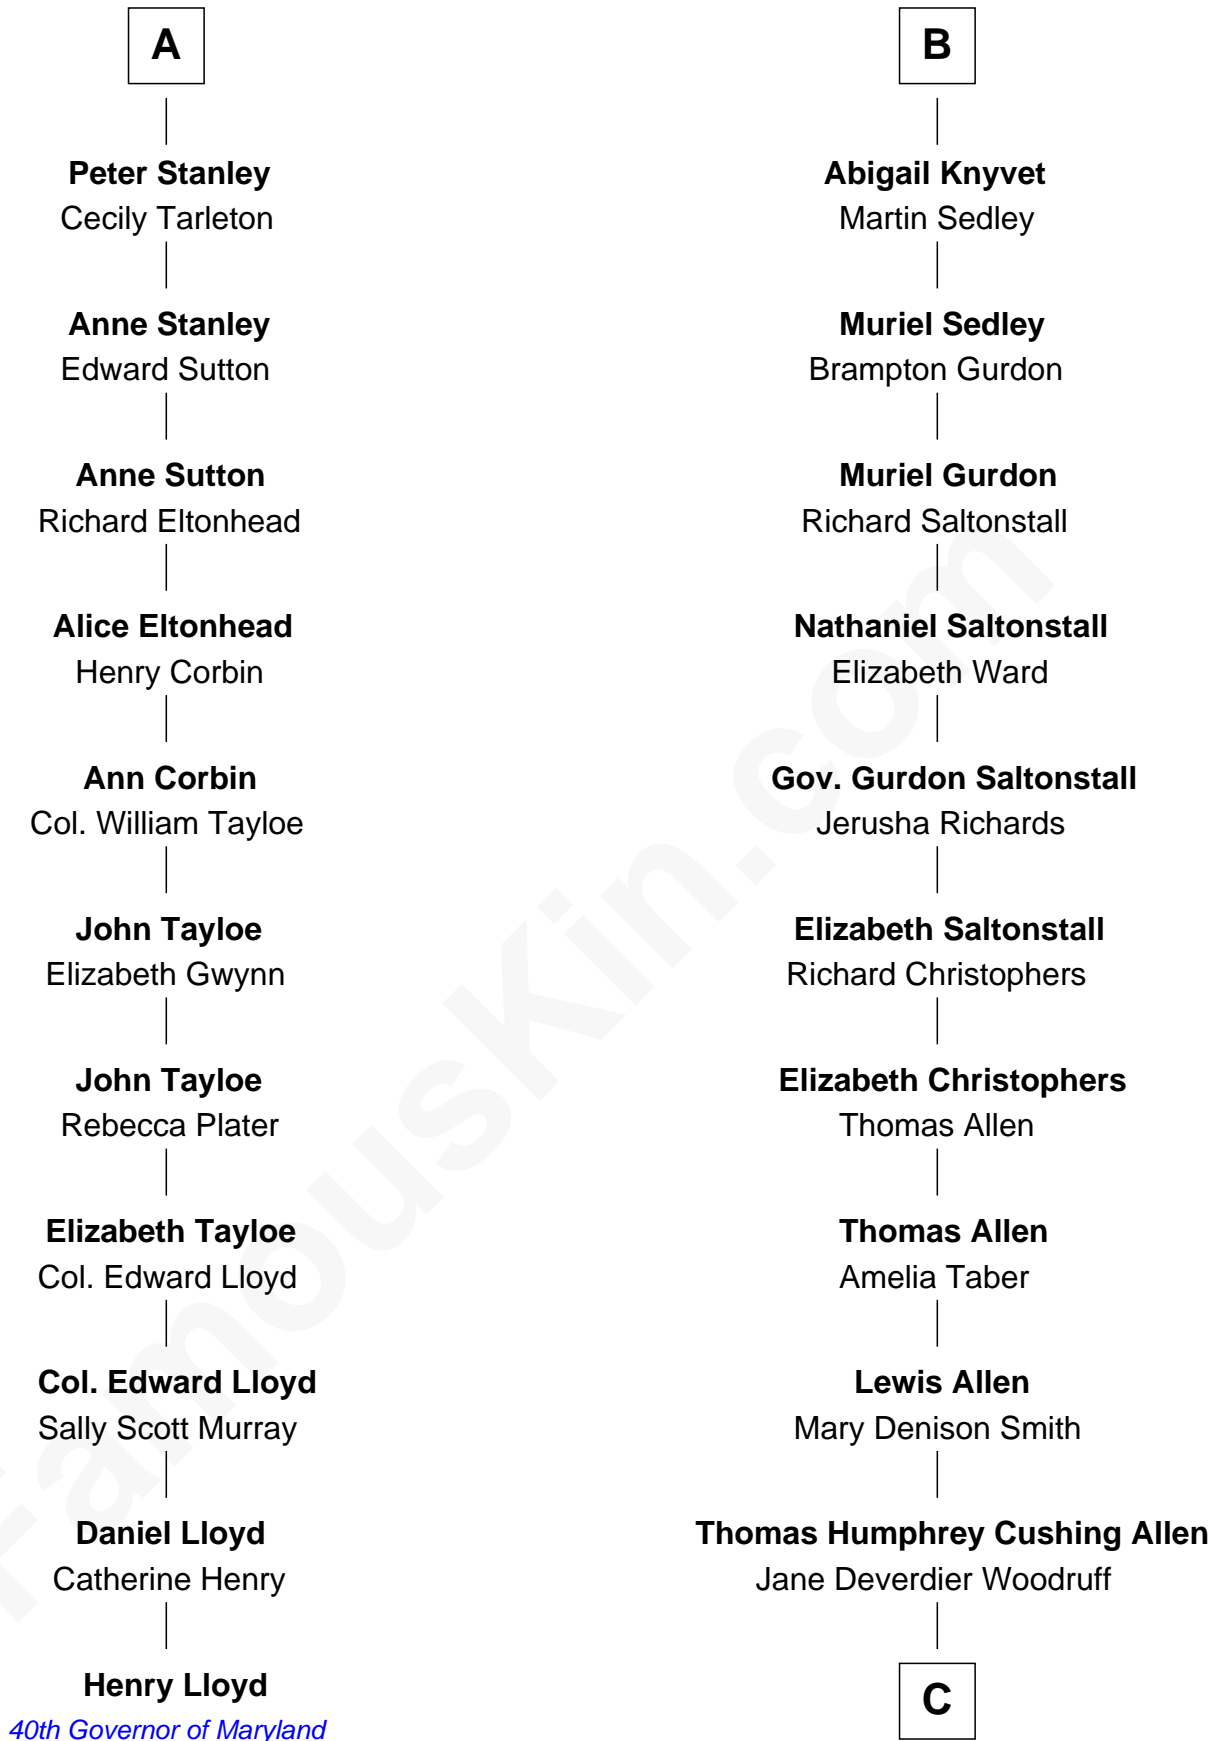 A
Peter Stanley
Cecily Tarleton
Anne Stanley
Edward Sutton
Anne Sutton
Richard Eltonhead
Alice Eltonhead
Henry Corbin
Ann Corbin
Col. William Tayloe
John Tayloe
Elizabeth Gwynn
John Tayloe
Rebecca Plater
Elizabeth Tayloe
Col. Edward Lloyd
Col. Edward Lloyd
Sally Scott Murray
Daniel Lloyd
Catherine Henry
Henry Lloyd
40th Governor of Maryland
B
Abigail Knyvet
Martin Sedley
Muriel Sedley
Brampton Gurdon
Muriel Gurdon
Richard Saltonstall
Nathaniel Saltonstall
Elizabeth Ward
Gov. Gurdon Saltonstall
Jerusha Richards
Elizabeth Saltonstall
Richard Christophers
Elizabeth Christophers
Thomas Allen
Thomas Allen
Amelia Taber
Lewis Allen
Mary Denison Smith
Thomas Humphrey Cushing Allen
Jane Deverdier Woodruff
C
FamousKin.com